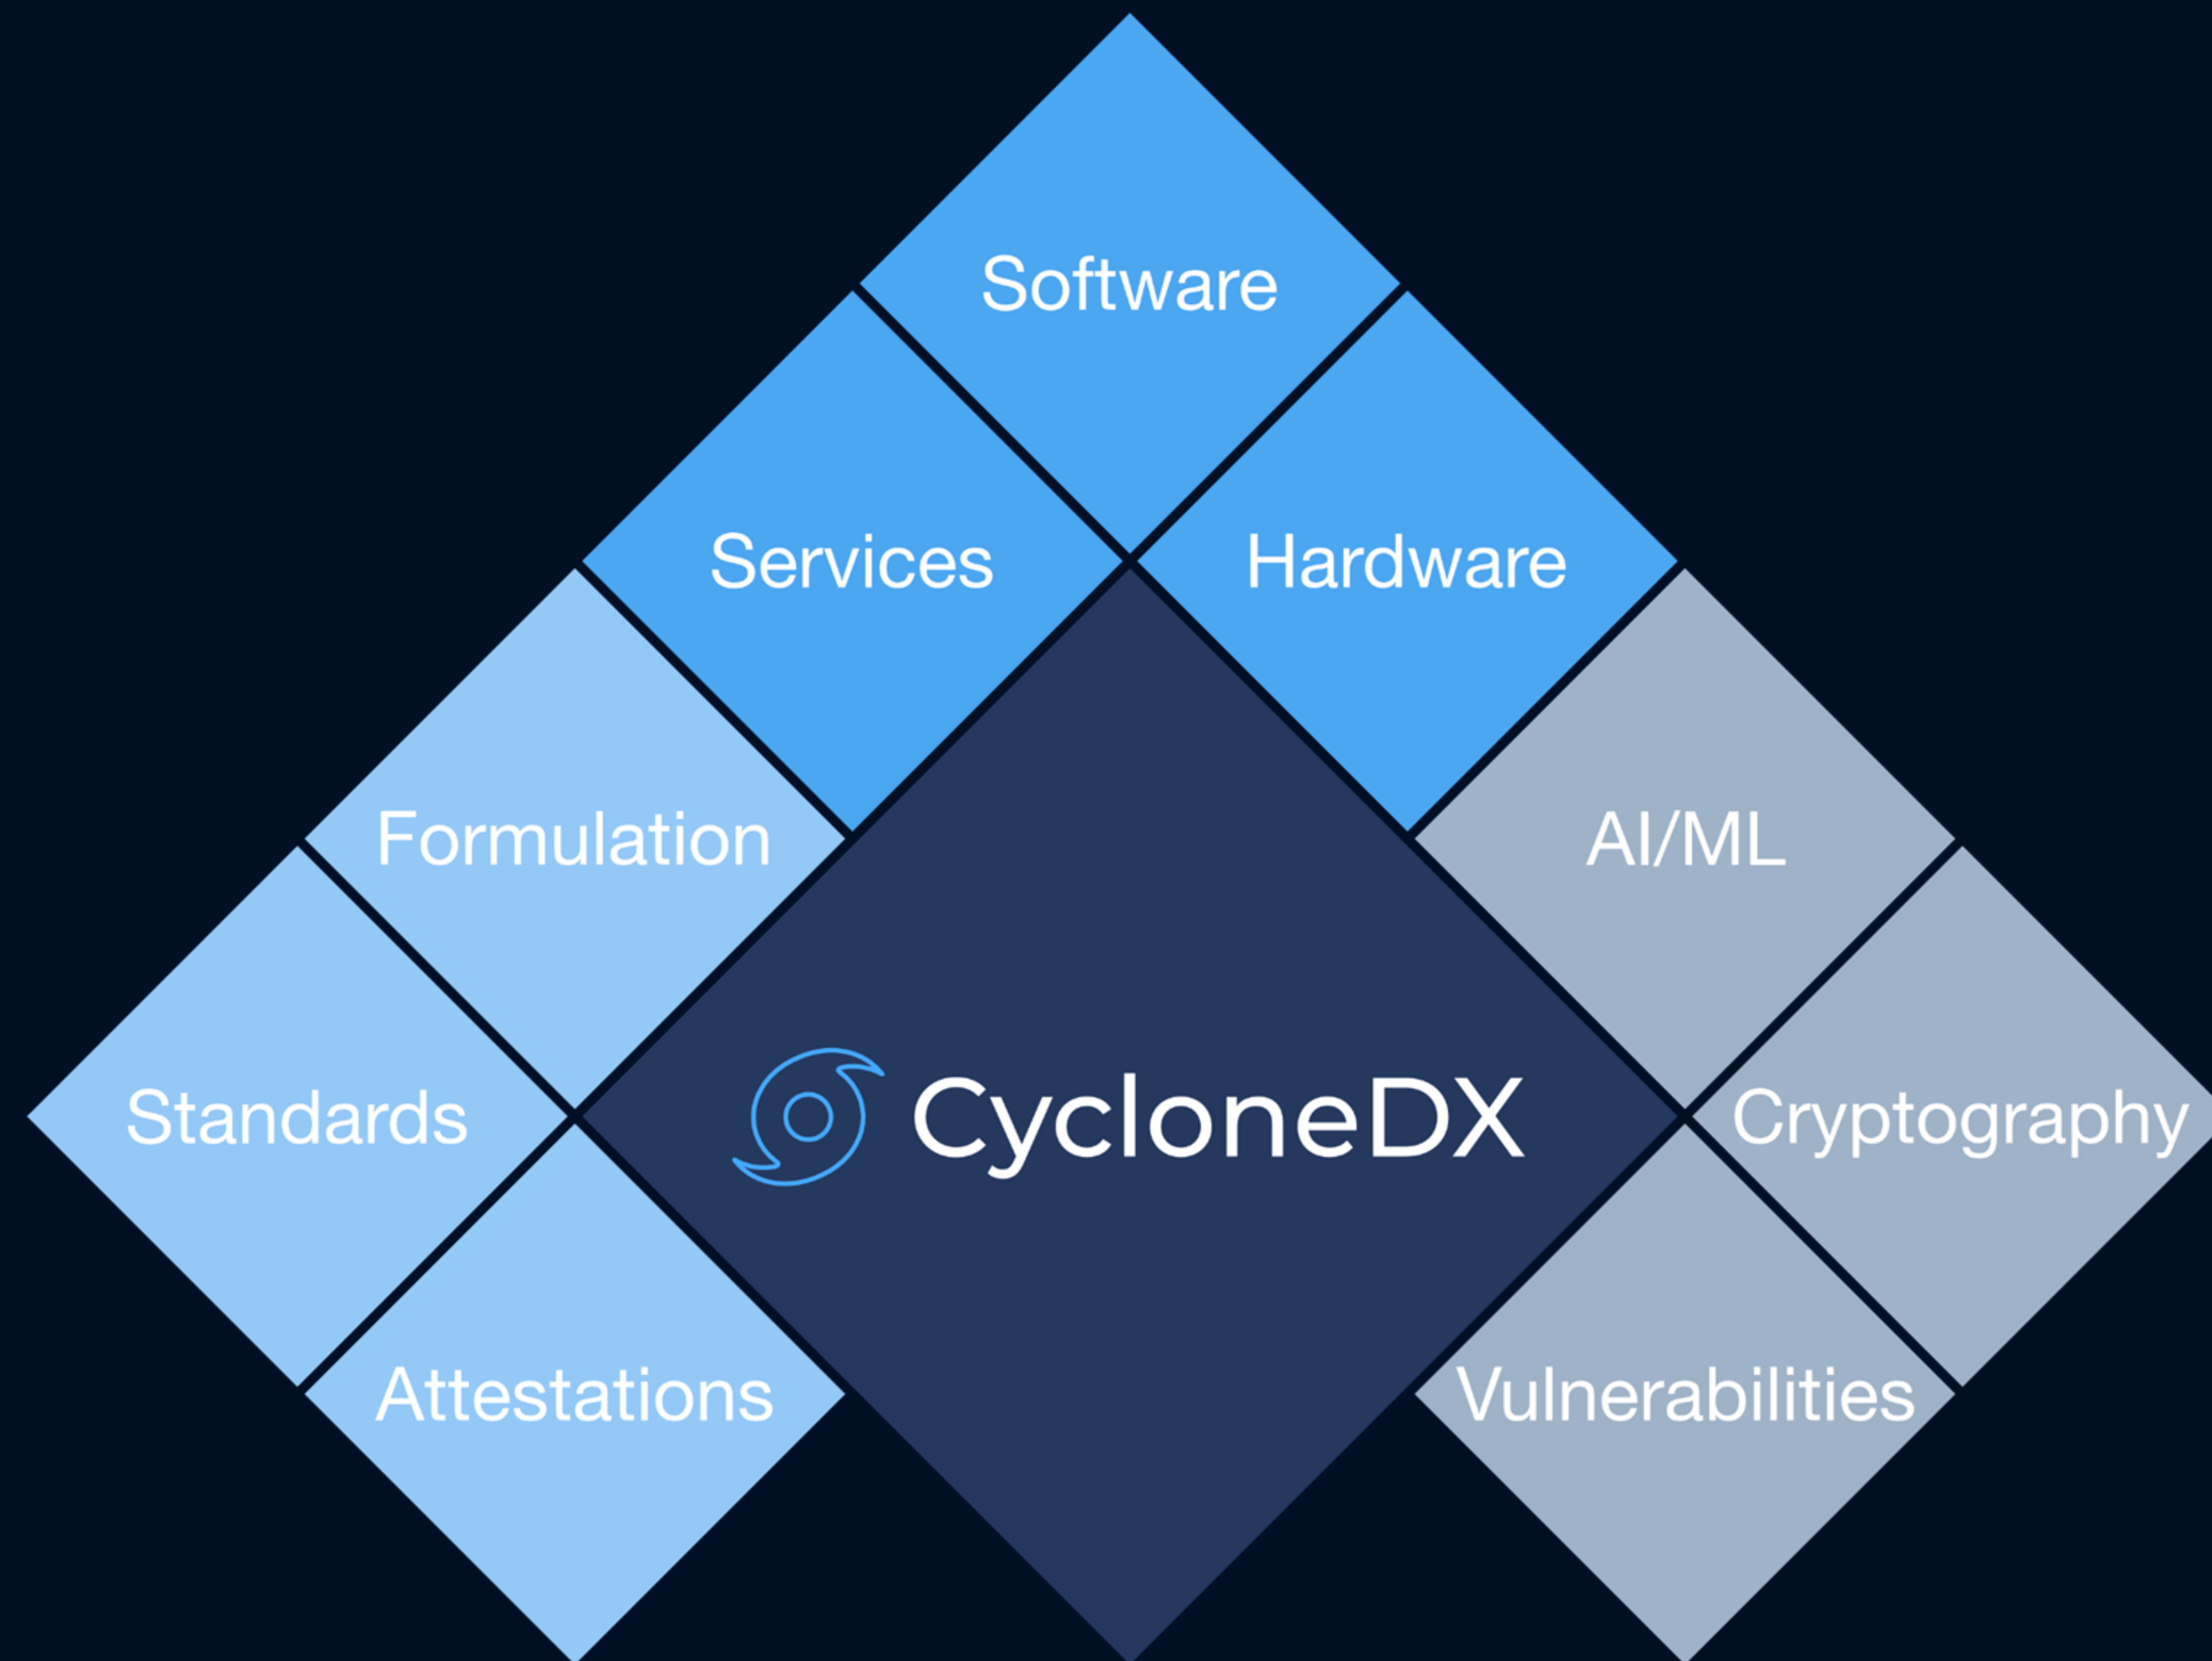 Software
Services
Hardware
Formulation
AI/ML
Standards
CycloneDX
Cryptography
Attestations
Vulnerabilities